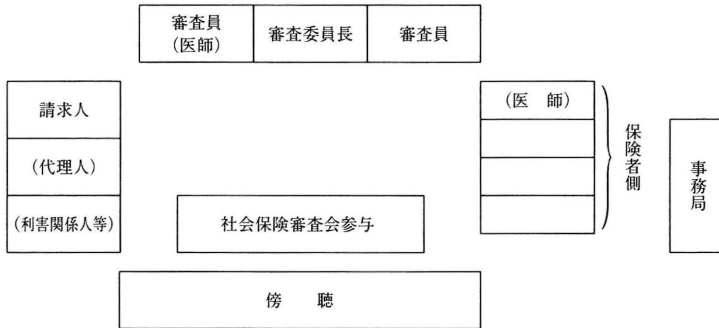 審査員
(医師)
審査委員長
審査員
請求人
(代理人)
(利害関係人等)
(医　師)
保険者側
事務局
社会保険審査会参与
傍　聴